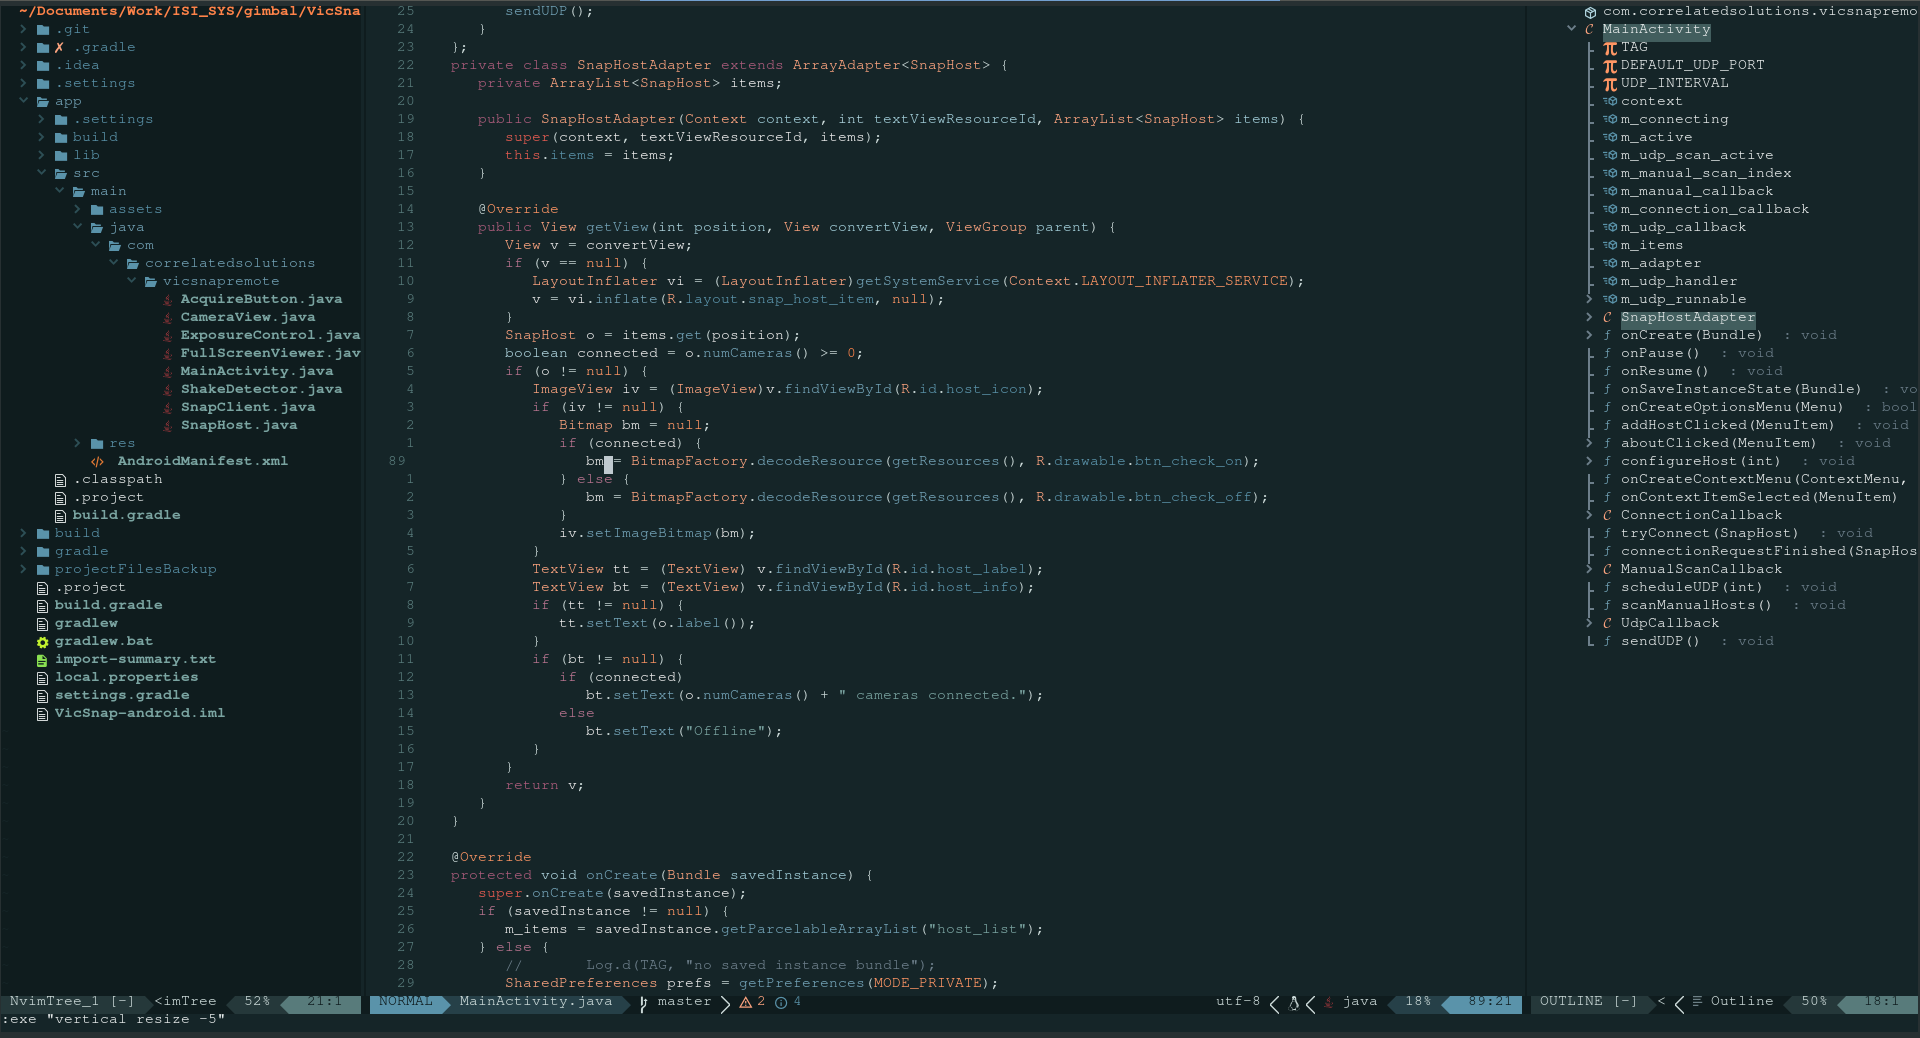 ~/Documents/Work/ISI_SYS/gimbal/VicSna
.git
✗ .gradle
.idea
.settings
app
.settings
build
lib
src
main
assets
java
com
correlatedsolutions
vicsnapremote
AcquireButton.java
CameraView.java
ExposureControl.java
FullScreenViewer.jav
MainActivity.java
ShakeDetector.java
SnapClient.java
SnapHost.java
res
AndroidManifest.xml
.classpath
.project
build.gradle
build
gradle
projectFilesBackup
.project
build.gradle
gradlew
gradlew.bat
import-summary.txt
local.properties
settings.gradle
VicSnap-android.iml
NvimTree_1 [-] <imTree 52% 21:1
25 sendUDP();
24 }
23 };
22 private class SnapHostAdapter extends ArrayAdapter<SnapHost> {
21 private ArrayList<SnapHost> items;
20
19 public SnapHostAdapter(Context context, int textViewResourceId, ArrayList<SnapHost> items) {
18 super(context, textViewResourceId, items);
17 this.items = items;
16 }
15
14 @Override
13 public View getView(int position, View convertView, ViewGroup parent) {
12 View v = convertView;
11 if (v == null) {
10 LayoutInflater vi = (LayoutInflater)getSystemService(Context.LAYOUT_INFLATER_SERVICE);
9 v = vi.inflate(R.layout.snap_host_item, null);
8 }
7 SnapHost o = items.get(position);
6 boolean connected = o.numCameras() >= 0;
5 if (o != null) {
4 ImageView iv = (ImageView)v.findViewById(R.id.host_icon);
3 if (iv != null) {
2 Bitmap bm = null;
1 if (connected) {
89 bm = BitmapFactory.decodeResource(getResources(), R.drawable.btn_check_on);
1 } else {
2 bm = BitmapFactory.decodeResource(getResources(), R.drawable.btn_check_off);
3 }
4 iv.setImageBitmap(bm);
5 }
6 TextView tt = (TextView) v.findViewById(R.id.host_label);
7 TextView bt = (TextView) v.findViewById(R.id.host_info);
8 if (tt != null) {
9 tt.setText(o.label());
10 }
11 if (bt != null) {
12 if (connected)
13 bt.setText(o.numCameras() + " cameras connected.");
14 else
15 bt.setText("Offline");
16 }
17 }
18 return v;
19 }
20 }
21
22 @Override
23 protected void onCreate(Bundle savedInstance) {
24 super.onCreate(savedInstance);
25 if (savedInstance != null) {
26 m_items = savedInstance.getParcelableArrayList("host_list");
27 } else {
28 // Log.d(TAG, "no saved instance bundle");
29 SharedPreferences prefs = getPreferences(MODE_PRIVATE);
NORMAL MainActivity.java master 2 4 utf-8 java 18% 89:21
com.correlatedsolutions.vicsnapremo
C MainActivity
π TAG
π DEFAULT_UDP_PORT
π UDP_INTERVAL
context
m_connecting
m_active
m_udp_scan_active
m_manual_scan_index
m_manual_callback
m_connection_callback
m_udp_callback
m_items
m_adapter
m_udp_handler
m_udp_runnable
C SnapHostAdapter
f onCreate(Bundle) : void
f onPause() : void
f onResume() : void
f onSaveInstanceState(Bundle) : vo
f onCreateOptionsMenu(Menu) : bool
f addHostClicked(MenuItem) : void
f aboutClicked(MenuItem) : void
f configureHost(int) : void
f onCreateContextMenu(ContextMenu,
f onContextItemSelected(MenuItem)
C ConnectionCallback
f tryConnect(SnapHost) : void
f connectionRequestFinished(SnapHos
C ManualScanCallback
f scheduleUDP(int) : void
f scanManualHosts() : void
C UdpCallback
f sendUDP() : void
OUTLINE [-] < Outline 50% 18:1
:exe "vertical resize -5"